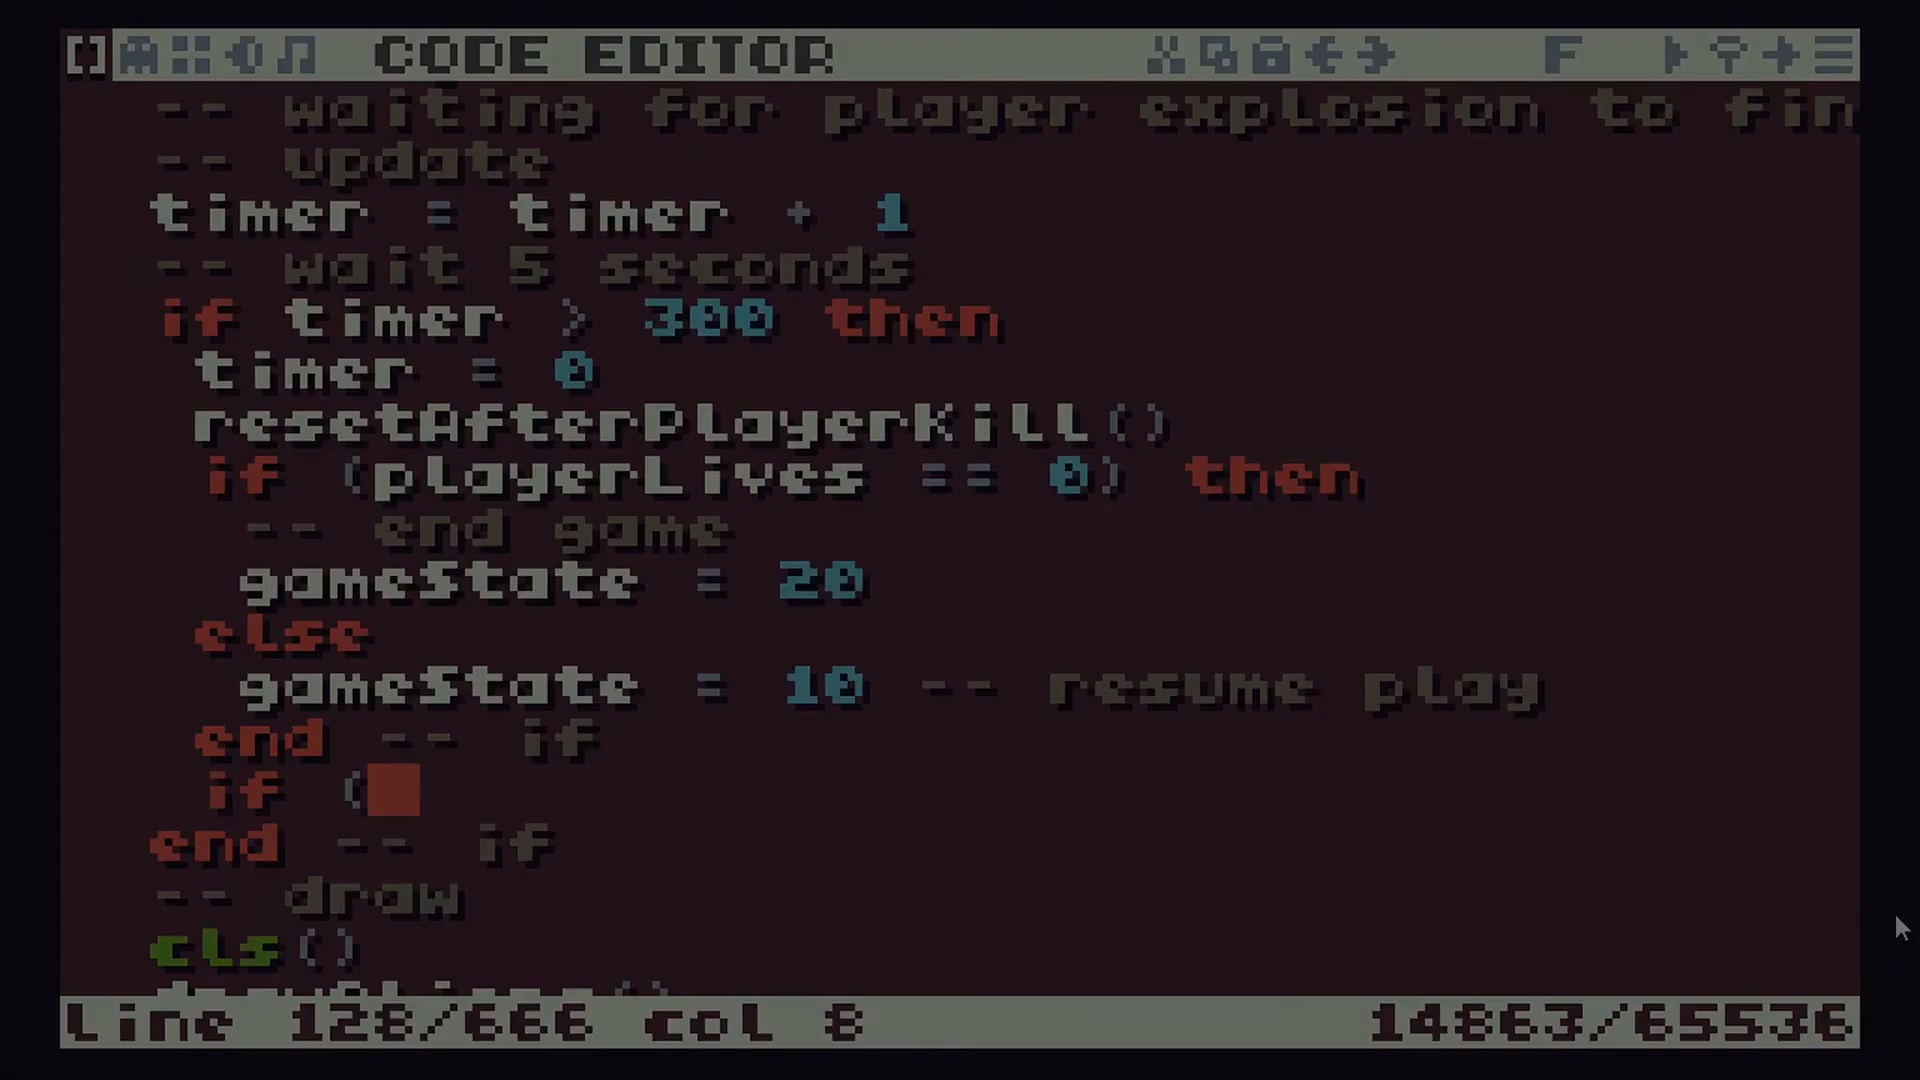 [] CODE EDITOR F
-- waiting for player explosion to fin
-- update
timer = timer + 1
-- wait 5 seconds
if timer > 300 then
timer = 0
resetAfterPlayerKill()
if (playerLives == 0) then
-- end game
gameState = 20
else
gameState = 10 -- resume play
end -- if
if (
end -- if
-- draw
cls()
line 128/666 col 8
14863/65536